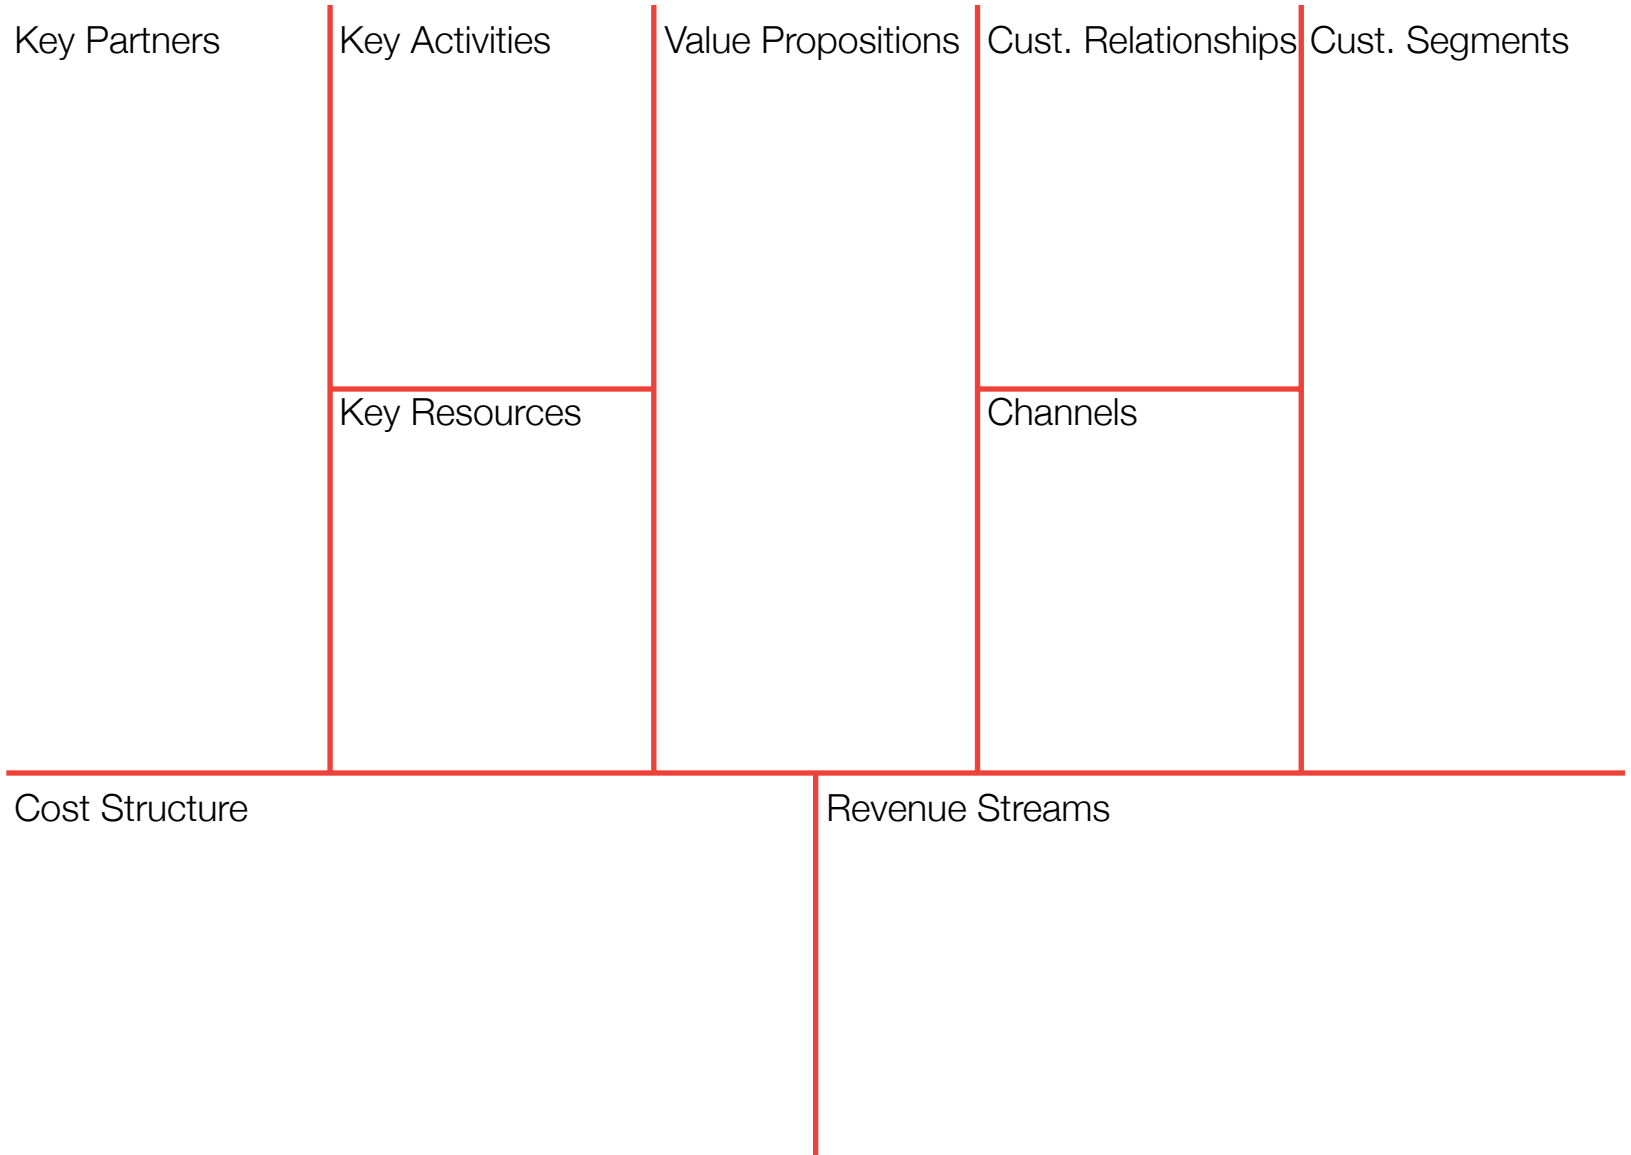 Key Partners
Key Activities
Value Propositions
Cust. Relationships
Cust. Segments
Key Resources
Channels
Cost Structure
Revenue Streams